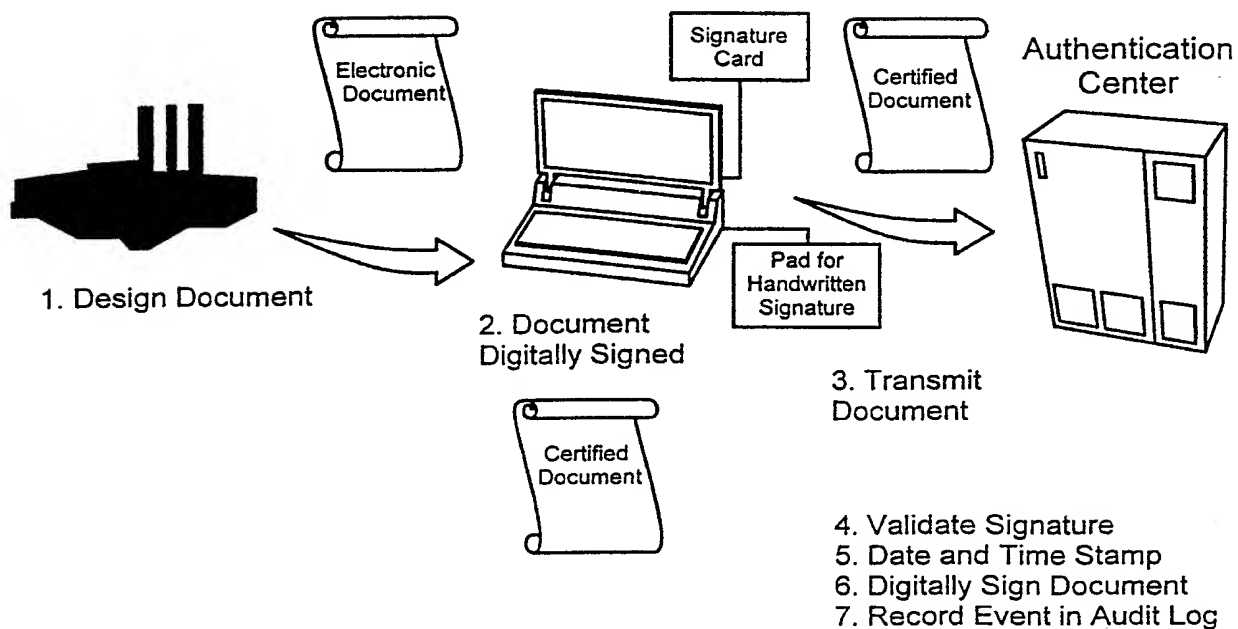 Electronic
Document
Signature
Card
Certified
Document
Authentication
Center
1. Design Document
2. Document
Digitally Signed
Pad for
Handwritten
Signature
3. Transmit
Document
Certified
Document
4. Validate Signature
5. Date and Time Stamp
6. Digitally Sign Document
7. Record Event in Audit Log